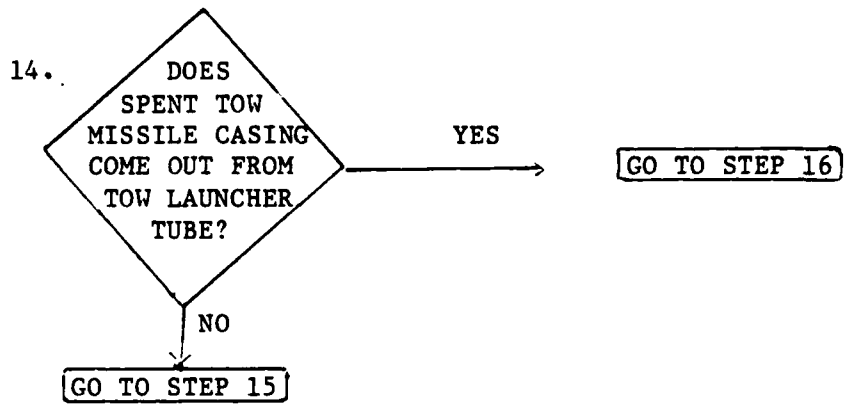 14.
DOES
SPENT TOW
MISSILE CASING
COME OUT FROM
TOW LAUNCHER
TUBE?
YES
GO TO STEP 16
NO
GO TO STEP 15